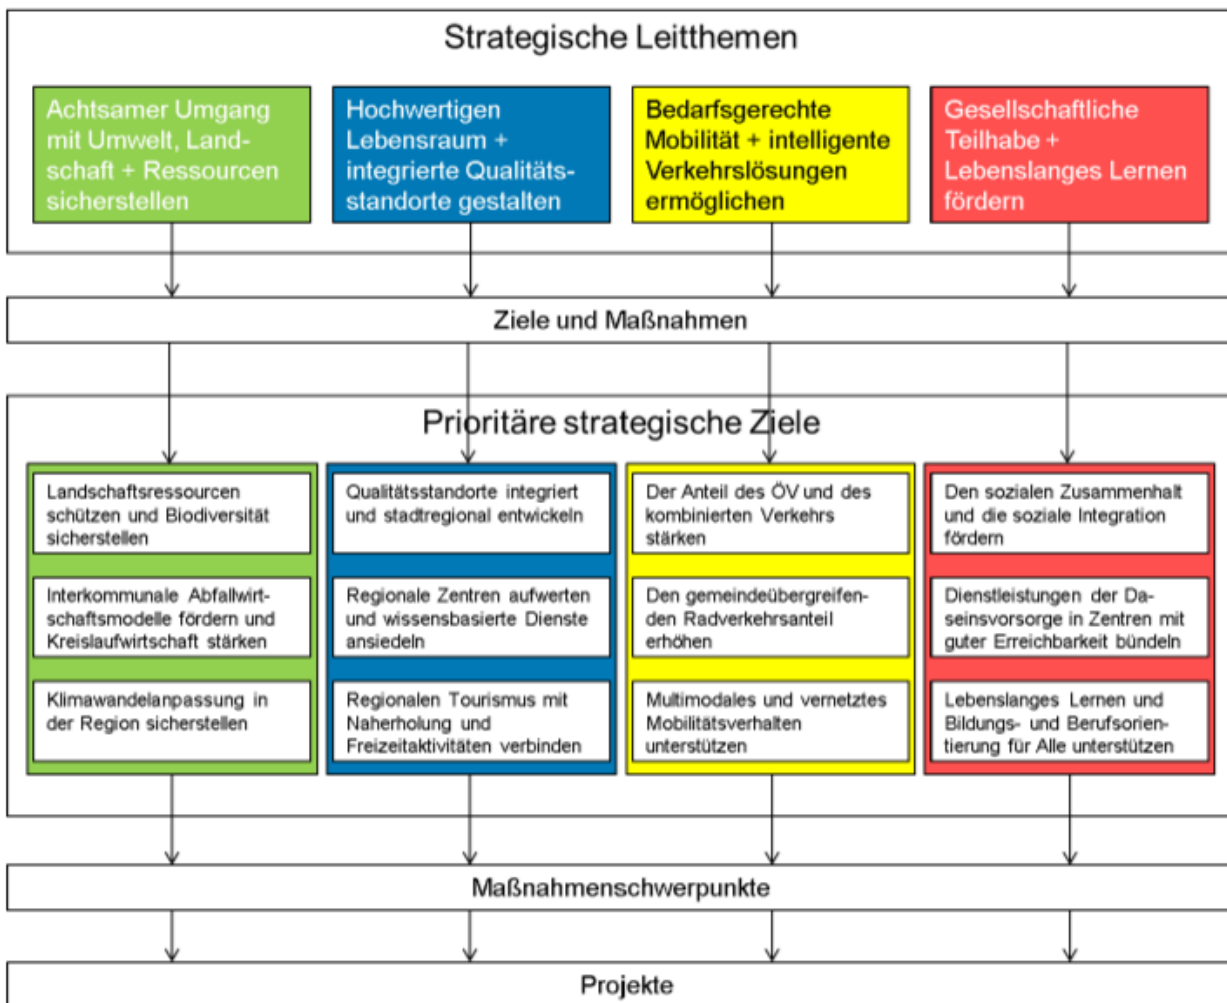 Strategische Leitthemen
Achtsamer Umgang
mit Umwelt, Land-
schaft + Ressourcen
sicherstellen
Hochwertigen
Lebensraum +
integrierte Qualitäts-
standorte gestalten
Bedarfsgerechte
Mobilität + intelligente
Verkehrslösungen
ermöglichen
Gesellschaftliche
Teilhabe +
Lebenslanges Lernen
fördern
Ziele und Maßnahmen
Prioritäre strategische Ziele
Landschaftsressourcen
schützen und Biodiversität
sicherstellen
Interkommunale Abfallwirt-
schaftsmodelle fördern und
Kreislaufwirtschaft stärken
Klimawandelanpassung in
der Region sicherstellen
Qualitätsstandorte integriert
und stadtregional entwickeln
Regionale Zentren aufwerten
und wissensbasierte Dienste
ansiedeln
Regionalen Tourismus mit
Naherholung und
Freizeitaktivitäten verbinden
Der Anteil des ÖV und des
kombinierten Verkehrs
stärken
Den gemeindeübergreifen-
den Radverkehrsanteil
erhöhen
Multimodales und vernetztes
Mobilitätsverhalten
unterstützen
Den sozialen Zusammenhalt
und die soziale Integration
fördern
Dienstleistungen der Da-
seinsvorsorge in Zentren mit
guter Erreichbarkeit bündeln
Lebenslanges Lernen und
Bildungs- und Berufsorien-
tierung für Alle unterstützen
Maßnahmenschwerpunkte
Projekte